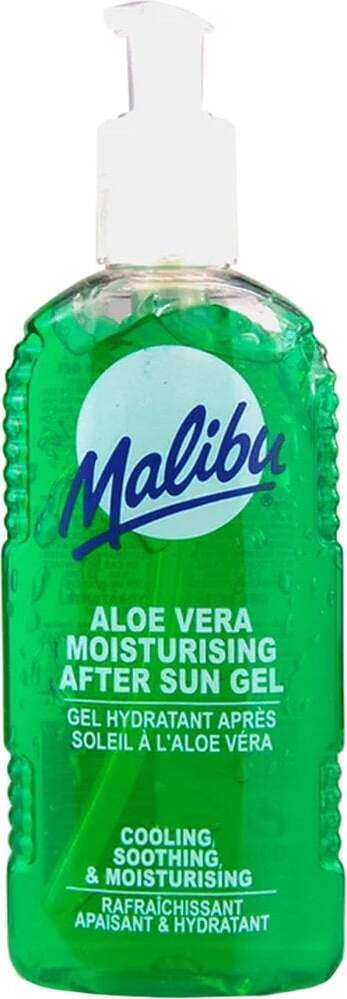 Malibu®
ALOE VERA
MOISTURISING
AFTER SUN GEL
GEL HYDRATANT APRÈS
SOLEIL À L'ALOE VÉRA
COOLING,
SOOTHING,
& MOISTURISING
RAFRAÎCHISSANT
APAISANT & HYDRATANT